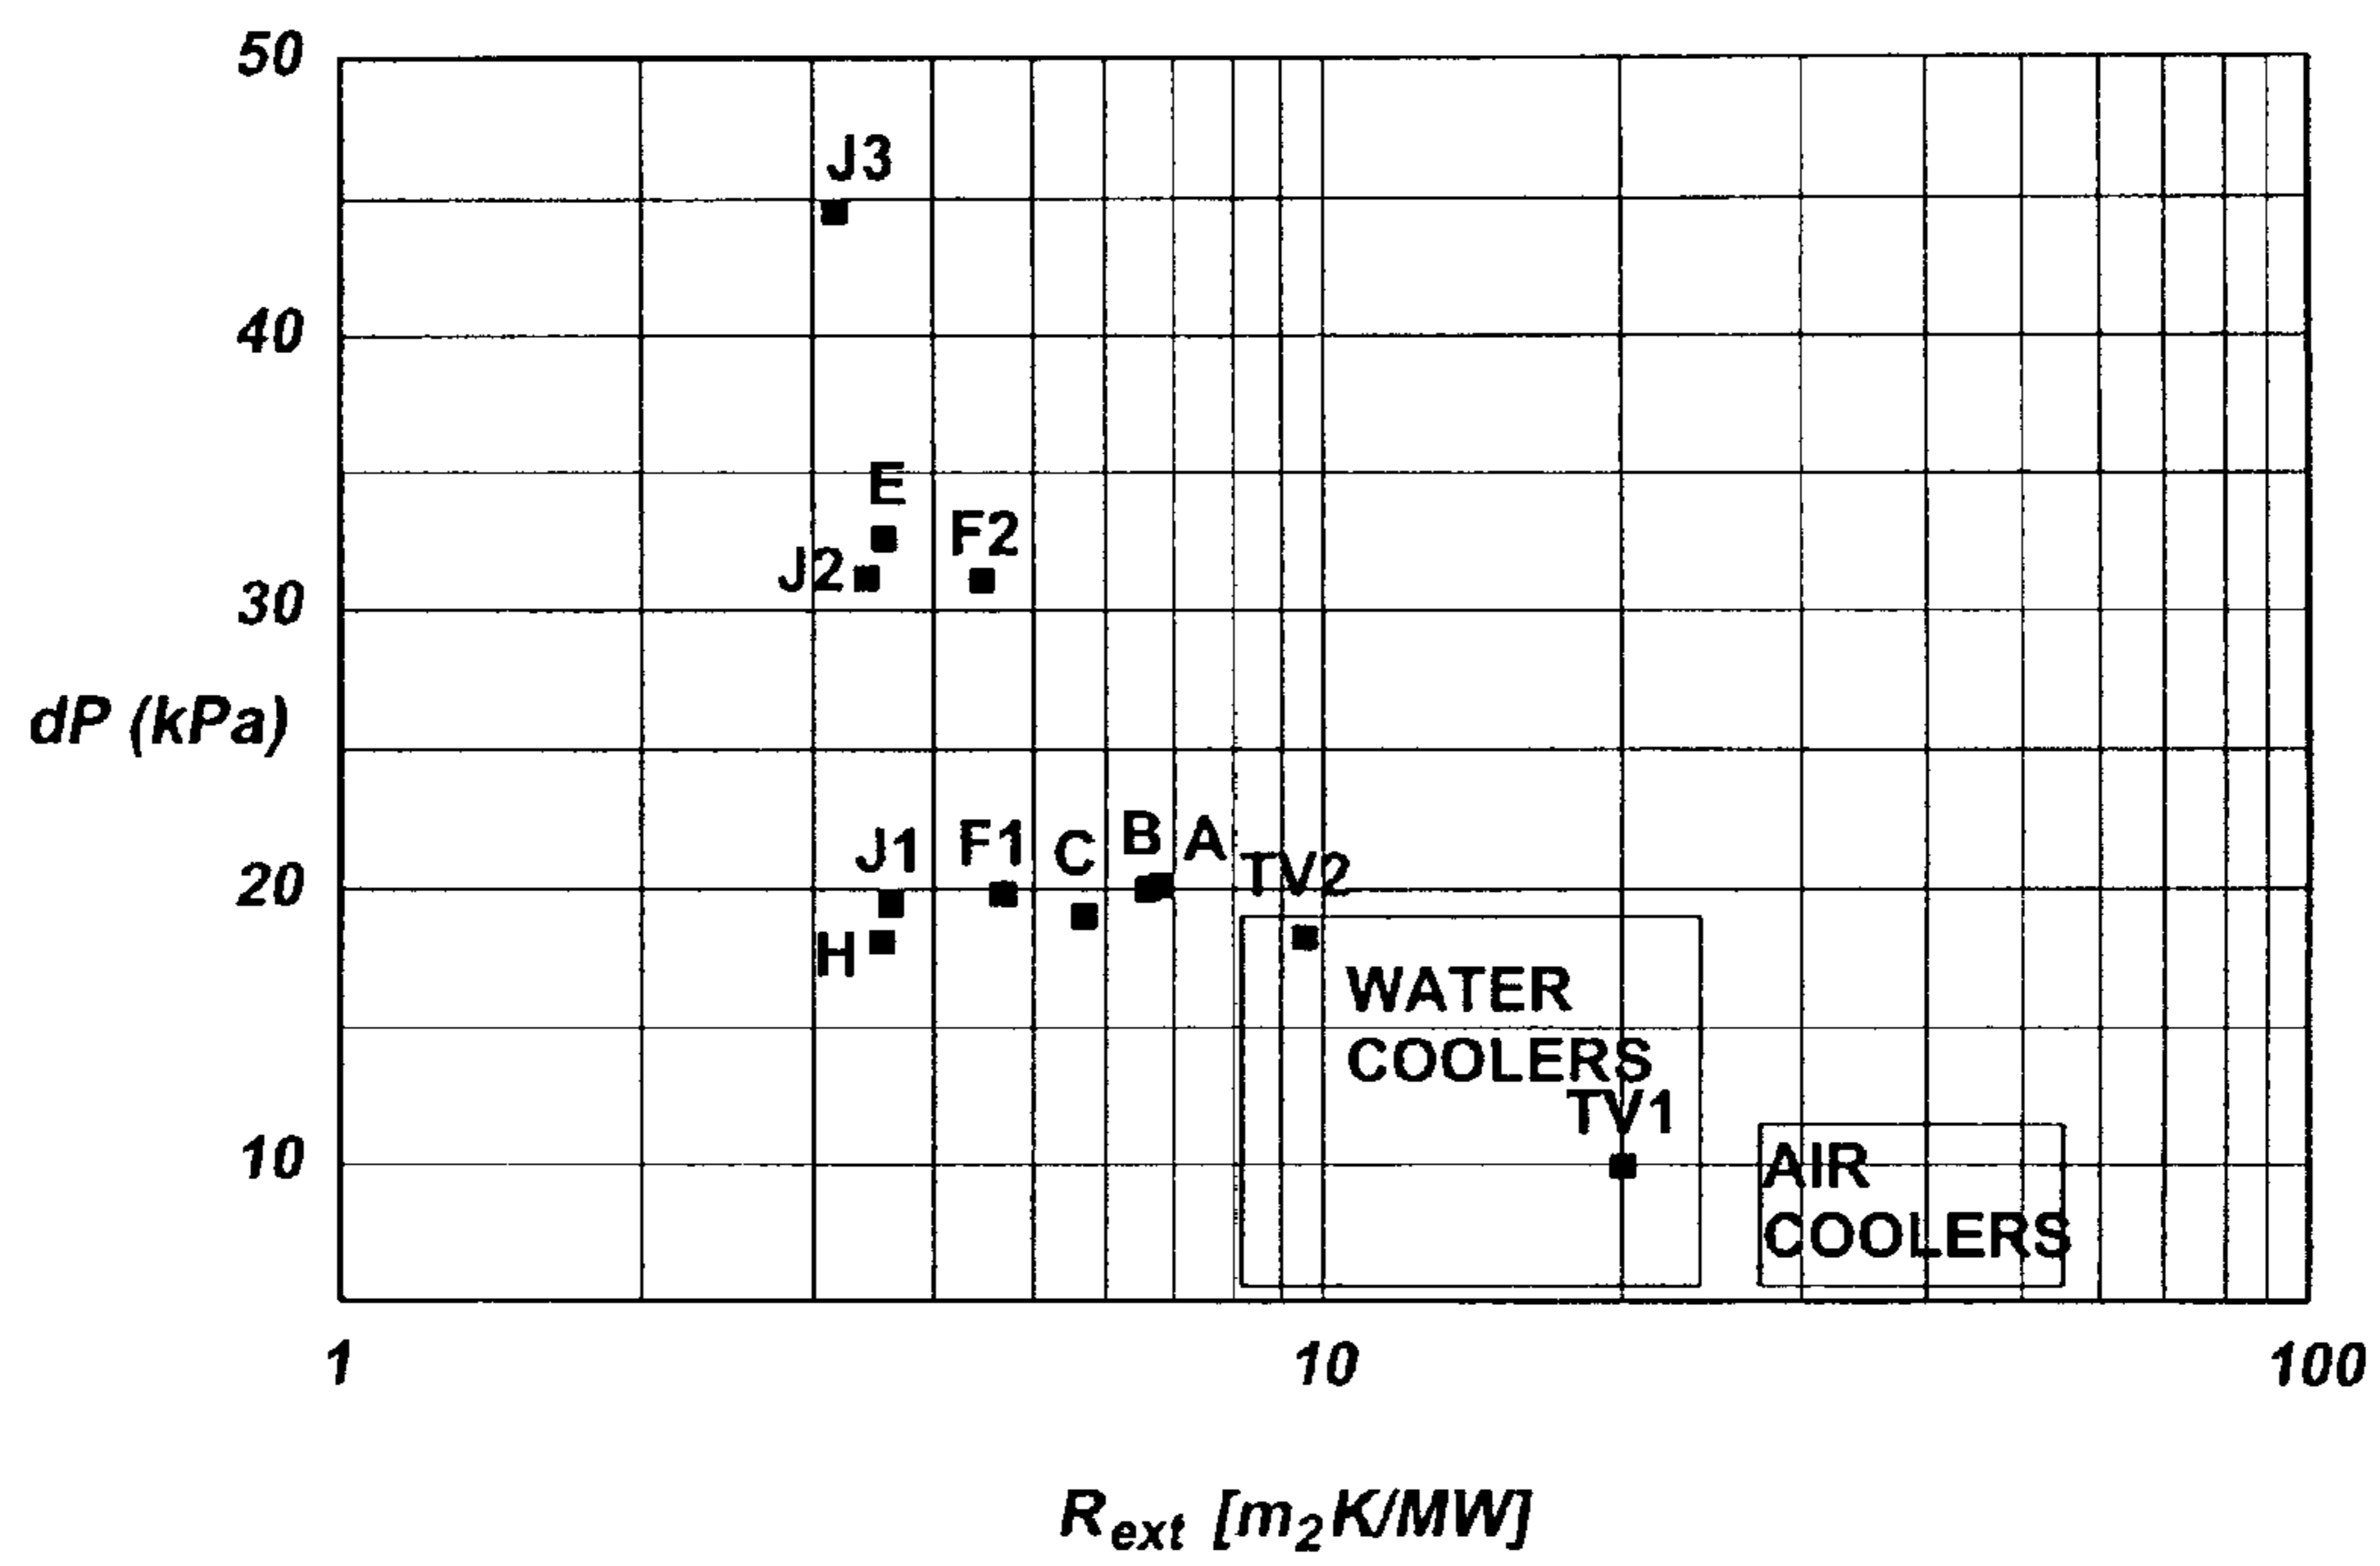 50
J3
40
E
F2
J2
30
dP (kPa)
J1
F1
C
B
A
20
TV2
H
WATER
COOLERS
TV1
10
AIR
COOLERS
1
10
100
Rext [m2K/MW]